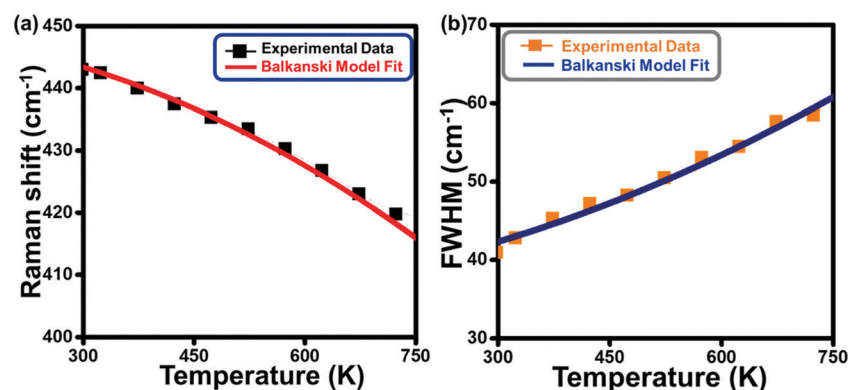 (a)
Raman shift (cm-1)
450
440
430
420
410
400
300
450
600
750
Temperature (K)
Experimental Data
Balkanski Model Fit
(b)
FWHM (cm-1)
70
60
50
40
30
300
450
600
750
Temperature (K)
Experimental Data
Balkanski Model Fit